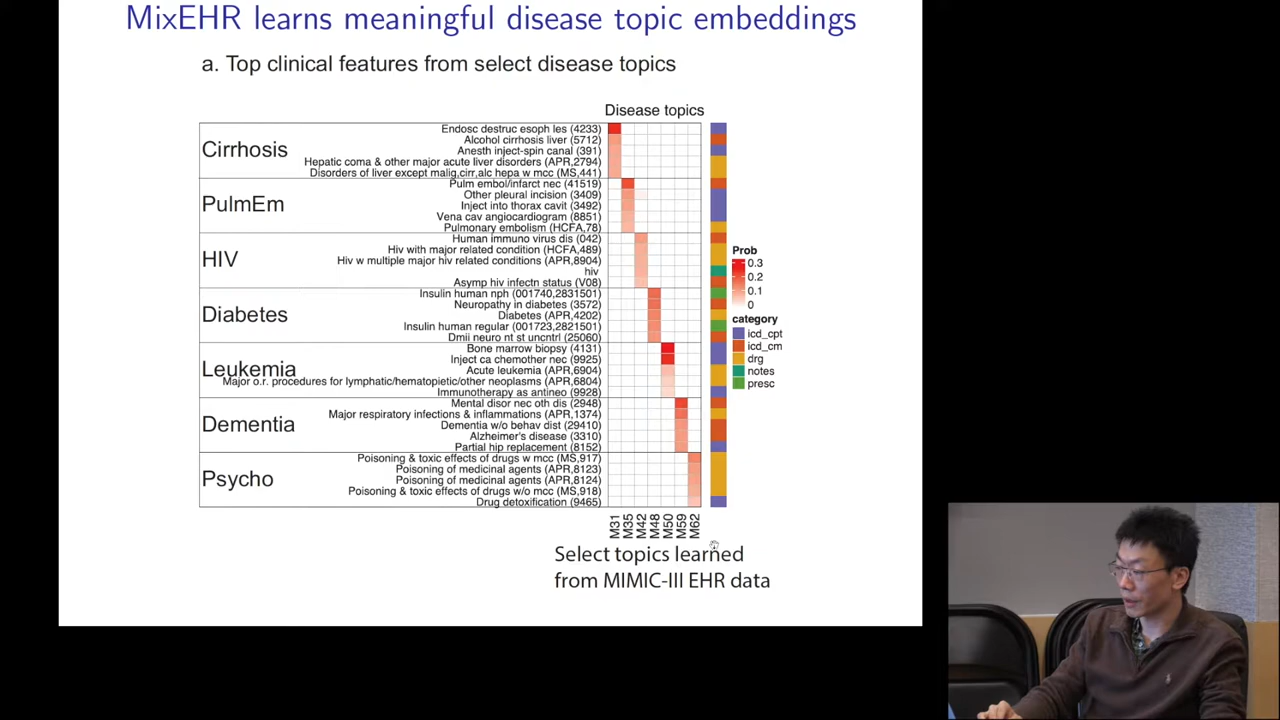 MixEHR learns meaningful disease topic embeddings
a. Top clinical features from select disease topics
Disease topics
Cirrhosis
Endosc destruc esoph les (4233)
Alcohol cirrhosis liver (5712)
Anesth inject-spin canal (391)
Hepatic coma & other major acute liver disorders (APR,2794)
Disorders of liver except malig,cirr,alc hepa w mcc (MS,441)
PulmEm
Pulm embol/infarct nec (41519)
Other pleural incision (3409)
Inject into thorax cavit (3492)
Vena cav angiocardiogram (8851)
Pulmonary embolism (HCFA,78)
HIV
Human immuno virus dis (042)
Hiv with major related condition (HCFA,489)
Hiv w multiple major hiv related conditions (APR,8904)
hiv
Asymp hiv infectn status (V08)
Diabetes
Insulin human nph (001740,2831501)
Neuropathy in diabetes (3572)
Diabetes (APR,4202)
Insulin human regular (001723,2821501)
Dmii neuro nt st uncntrl (25060)
Leukemia
Bone marrow biopsy (4131)
Inject ca chemother nec (9925)
Acute leukemia (APR,6904)
Major o.r. procedures for lymphatic/hematopietic/other neoplasms (APR,6804)
Immunotherapy as antineo (9928)
Dementia
Mental disor nec oth dis (2948)
Major respiratory infections & inflammations (APR,1374)
Dementia w/o behav dist (29410)
Alzheimer's disease (3310)
Partial hip replacement (8152)
Psycho
Poisoning & toxic effects of drugs w mcc (MS,917)
Poisoning of medicinal agents (APR,8123)
Poisoning of medicinal agents (APR,8124)
Poisoning & toxic effects of drugs w/o mcc (MS,918)
Drug detoxification (9465)
M31
M35
M42
M48
M50
M59
M62
Prob
0.3
0.2
0.1
0
category
icd_cpt
icd_cm
drg
notes
presc
Select topics learned
from MIMIC-III EHR data